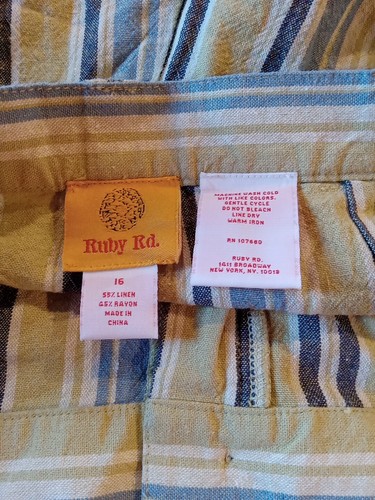 Ruby Rd.
16
55% LINEN
45% RAYON
MADE IN
CHINA
MACHINE WASH COLD
WITH LIKE COLORS.
GENTLE CYCLE
DO NOT BLEACH
LINE DRY
WARM IRON
RN 107660
RUBY RD.
1411 BROADWAY
NEW YORK, NY. 10018